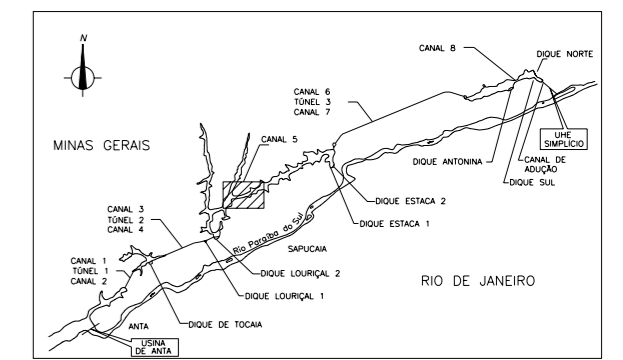 N
CANAL 8
DIQUE NORTE
CANAL 6
TÚNEL 3
CANAL 7
MINAS GERAIS
CANAL 5
UHE
SIMPLÍCIO
DIQUE ANTONINA
CANAL DE
ADUÇÃO
DIQUE SUL
DIQUE ESTACA 2
DIQUE ESTACA 1
CANAL 3
TÚNEL 2
CANAL 4
Rio Paraíba do Sul
SAPUCAIA
CANAL 1
TÚNEL 1
CANAL 2
DIQUE LOURIÇAL 2
RIO DE JANEIRO
DIQUE LOURIÇAL 1
ANTA
DIQUE DE TOCAIA
USINA
DE ANTA